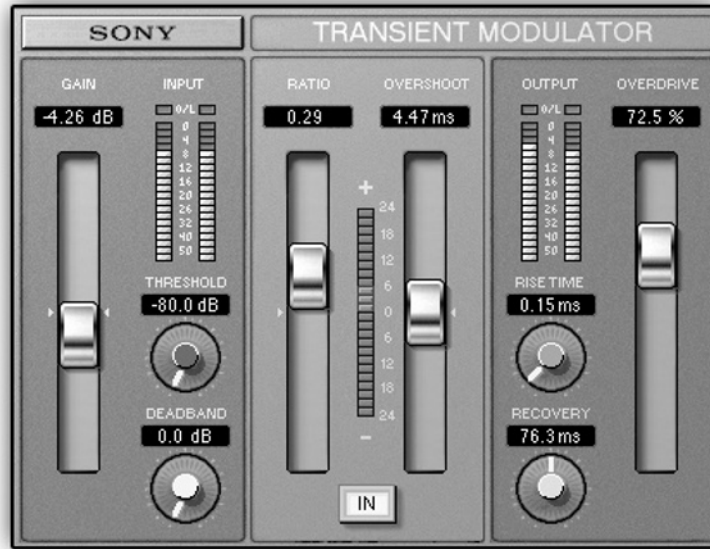 SONY
TRANSIENT MODULATOR
GAIN
-4.26 dB
INPUT
O/L
0
4
8
12
16
20
26
32
40
50
THRESHOLD
-80.0 dB
DEADBAND
0.0 dB
RATIO
0.29
OVERSHOOT
4.47 ms
+
24
18
12
6
0
6
12
18
24
-
IN
OUTPUT
O/L
0
4
8
12
16
20
26
32
40
50
RISE TIME
0.15 ms
RECOVERY
76.3 ms
OVERDRIVE
72.5 %